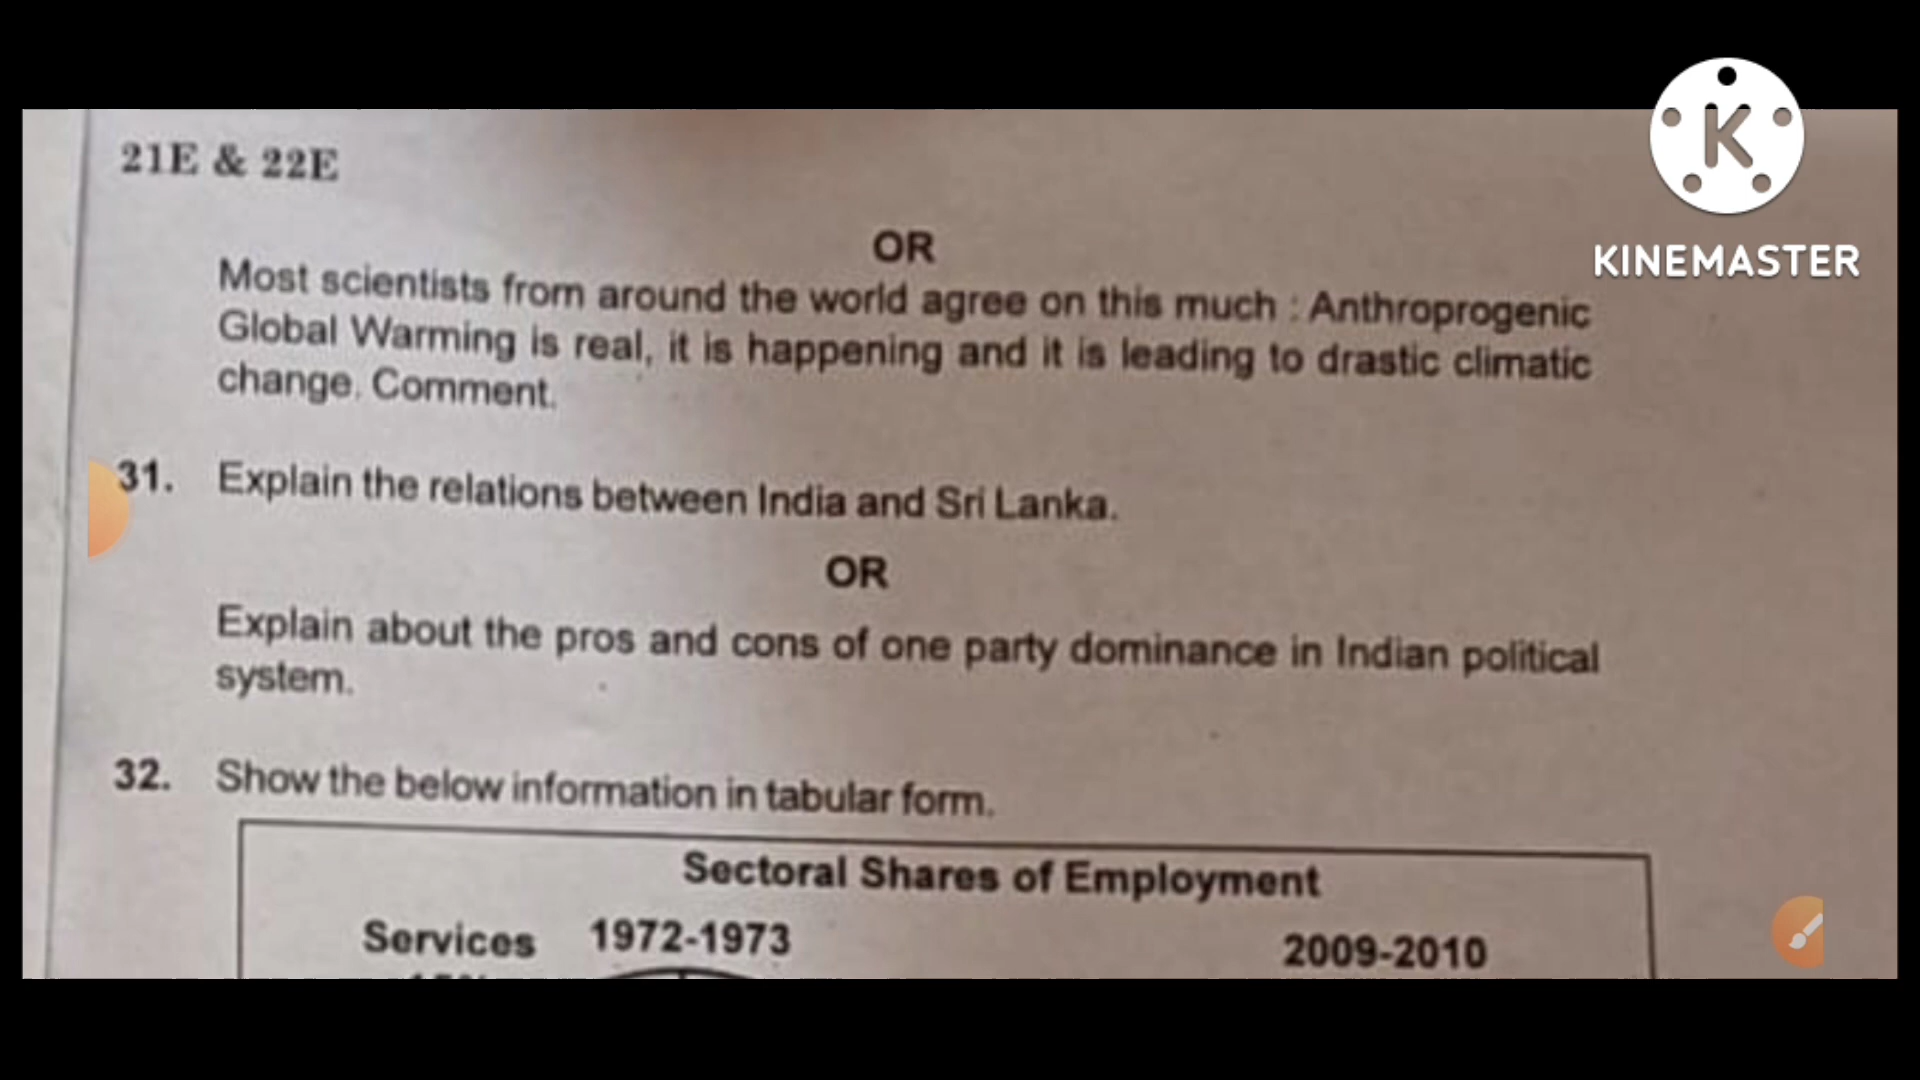 21E & 22E
OR
Most scientists from around the world agree on this much : Anthroprogenic
Global Warming is real, it is happening and it is leading to drastic climatic
change. Comment.
31. Explain the relations between India and Sri Lanka.
OR
Explain about the pros and cons of one party dominance in Indian political
system.
32. Show the below information in tabular form.
Sectoral Shares of Employment
Services 1972-1973 2009-2010
K
KINEMASTER